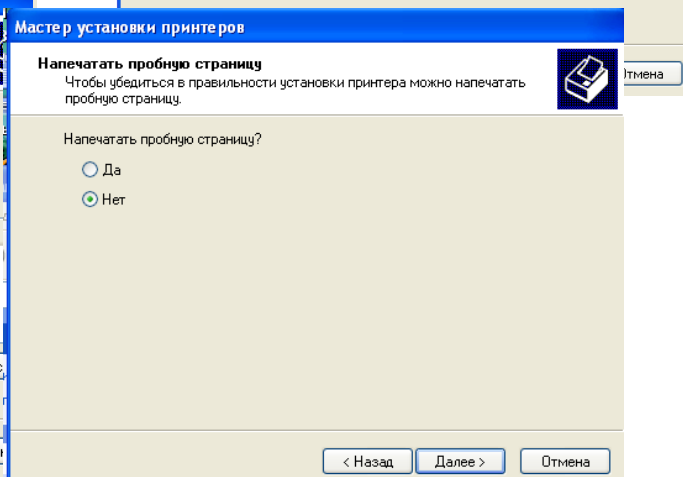 Мастер установки принтеров
Напечатать пробную страницу
Чтобы убедиться в правильности установки принтера можно напечатать
пробную страницу.
Напечатать пробную страницу?
Да
Нет
< Назад
Далее >
Отмена